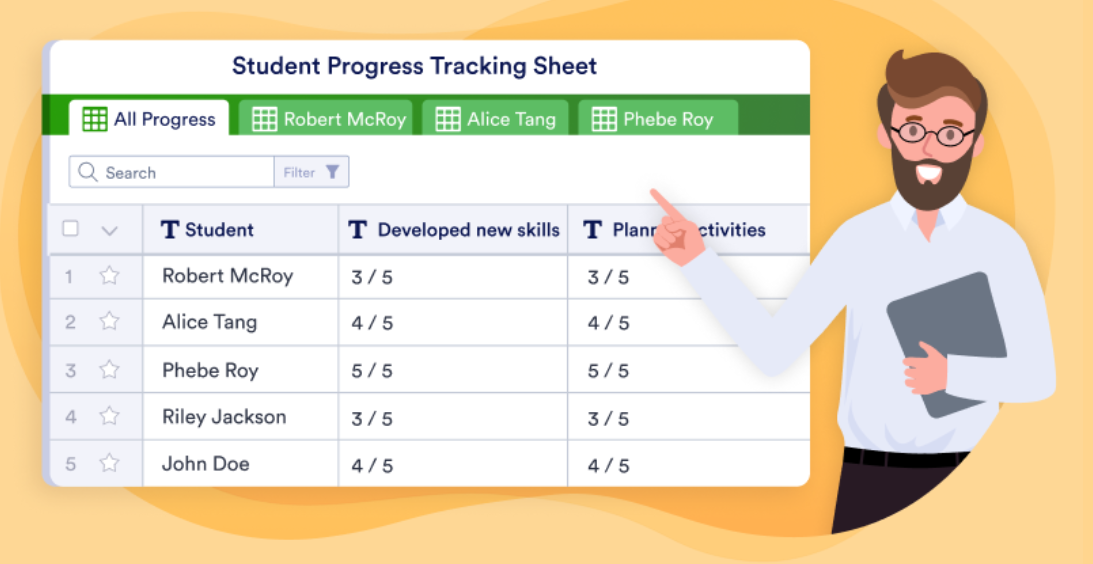 Student Progress Tracking Sheet
All Progress Robert McRoy Alice Tang Phebe Roy
Search Filter
T Student T Developed new skills T Plann ctivities
1 Robert McRoy 3 / 5 3 / 5
2 Alice Tang 4 / 5 4 / 5
3 Phebe Roy 5 / 5 5 / 5
4 Riley Jackson 3 / 5 3 / 5
5 John Doe 4 / 5 4 / 5